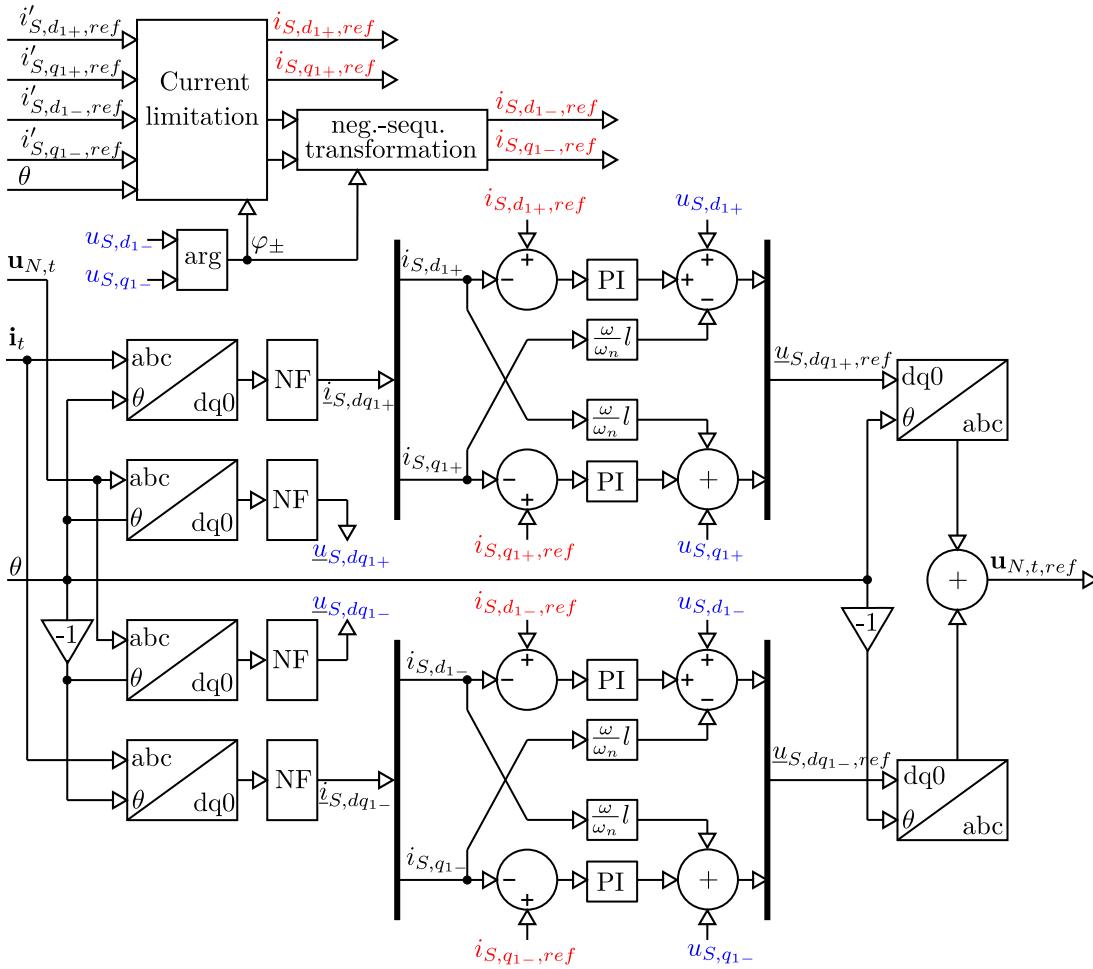 i′_{S,d_{1+},ref}
i′_{S,q_{1+},ref}
i′_{S,d_{1−},ref}
i′_{S,q_{1−},ref}
θ
Current
limitation
i_{S,d_{1+},ref}
i_{S,q_{1+},ref}
neg.-sequ.
transformation
i_{S,d_{1−},ref}
i_{S,q_{1−},ref}
u_{S,d_{1−}}
u_{S,q_{1−}}
arg
φ_±
u_{N,t}
i_t
abc
θ
dq0
NF
i_{S,dq_{1+}}
abc
θ
dq0
NF
u_{S,dq_{1+}}
θ
-1
u_{S,dq_{1−}}
abc
dq0
NF
abc
θ
dq0
NF
i_{S,dq_{1−}}
i_{S,d_{1+},ref}
u_{S,d_{1+}}
i_{S,d_{1+}}
−
+
PI
+
+
−
ω/ω_n l
ω/ω_n l
i_{S,q_{1+}}
−
+
PI
+
i_{S,q_{1+},ref}
u_{S,q_{1+}}
i_{S,d_{1−},ref}
u_{S,d_{1−}}
i_{S,d_{1−}}
−
+
PI
+
+
−
ω/ω_n l
ω/ω_n l
i_{S,q_{1−}}
−
+
PI
+
i_{S,q_{1−},ref}
u_{S,q_{1−}}
u_{S,dq_{1+},ref}
dq0
θ
abc
+
u_{N,t,ref}
-1
u_{S,dq_{1−},ref}
dq0
θ
abc